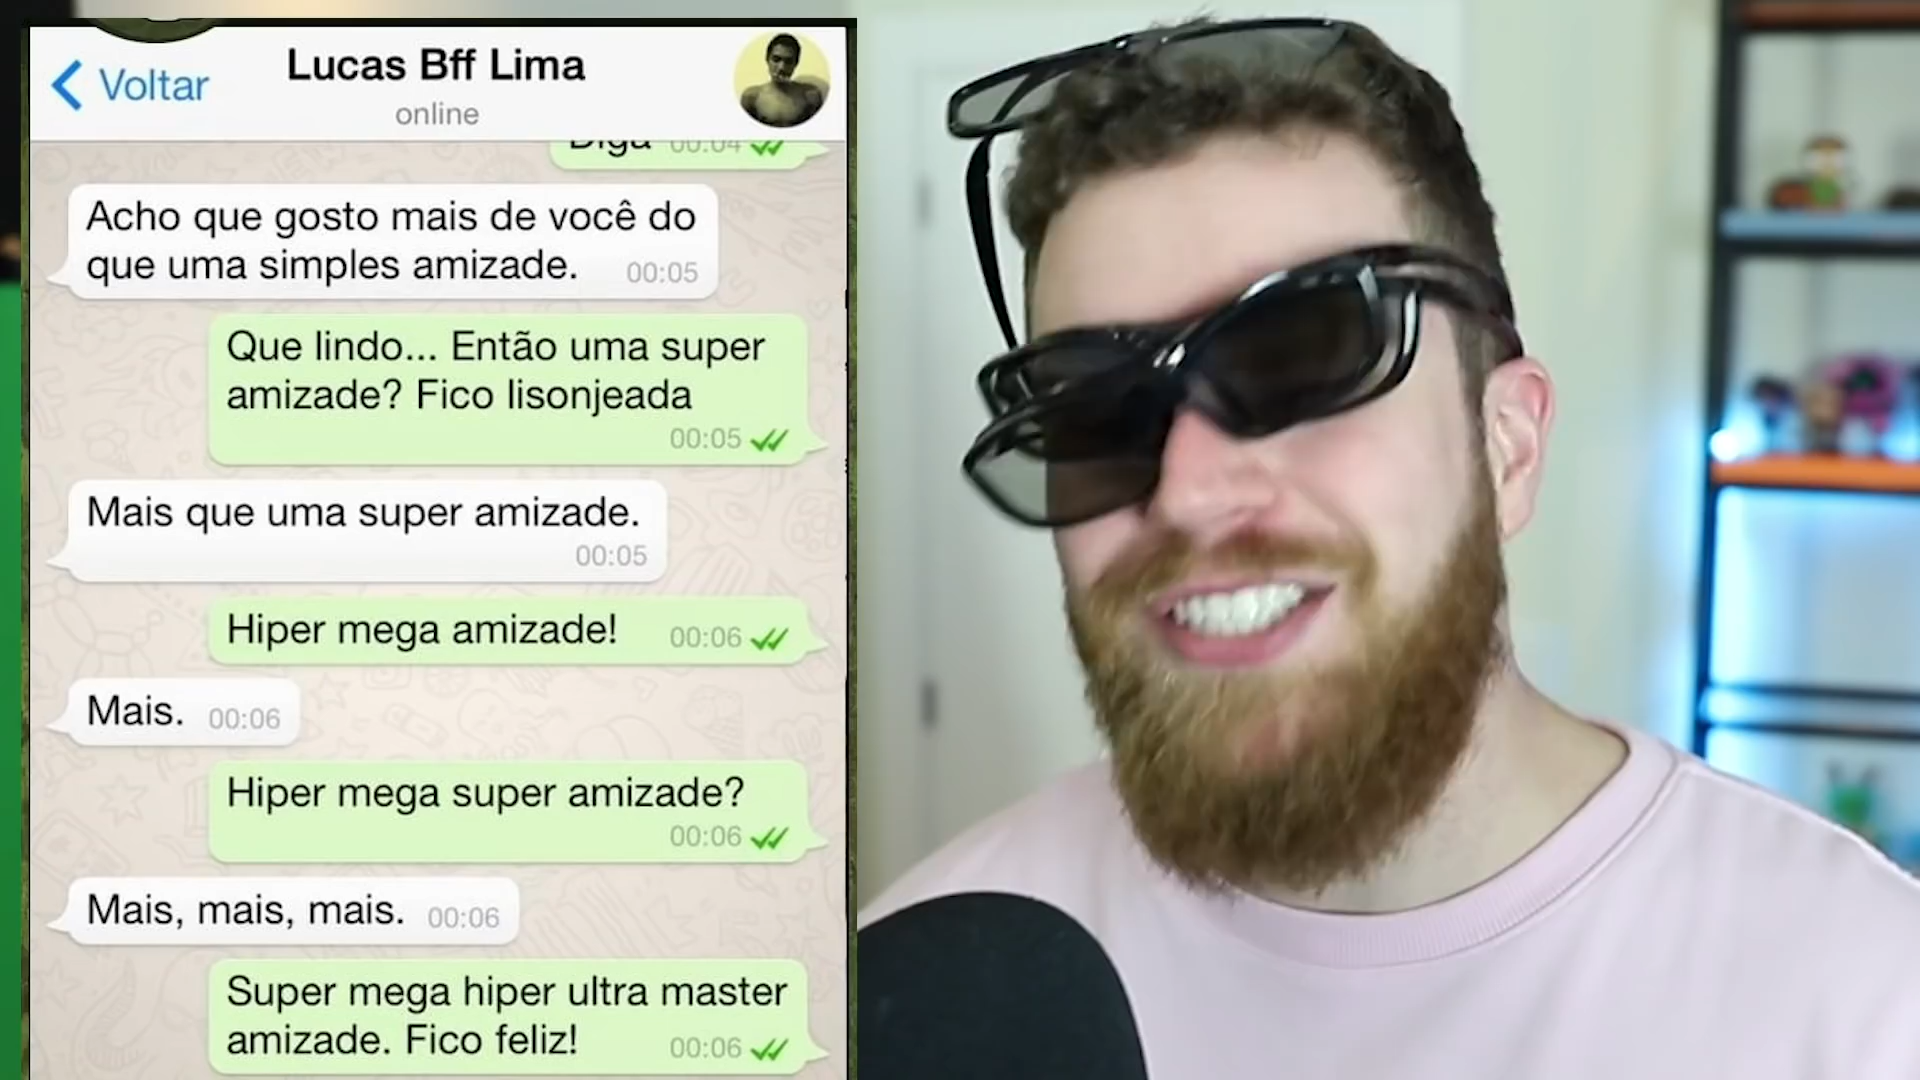 Voltar
Lucas Bff Lima
online
Diga 00:04
Acho que gosto mais de você do
que uma simples amizade. 00:05
Que lindo... Então uma super
amizade? Fico lisonjeada
00:05
Mais que uma super amizade.
00:05
Hiper mega amizade! 00:06
Mais. 00:06
Hiper mega super amizade?
00:06
Mais, mais, mais. 00:06
Super mega hiper ultra master
amizade. Fico feliz! 00:06